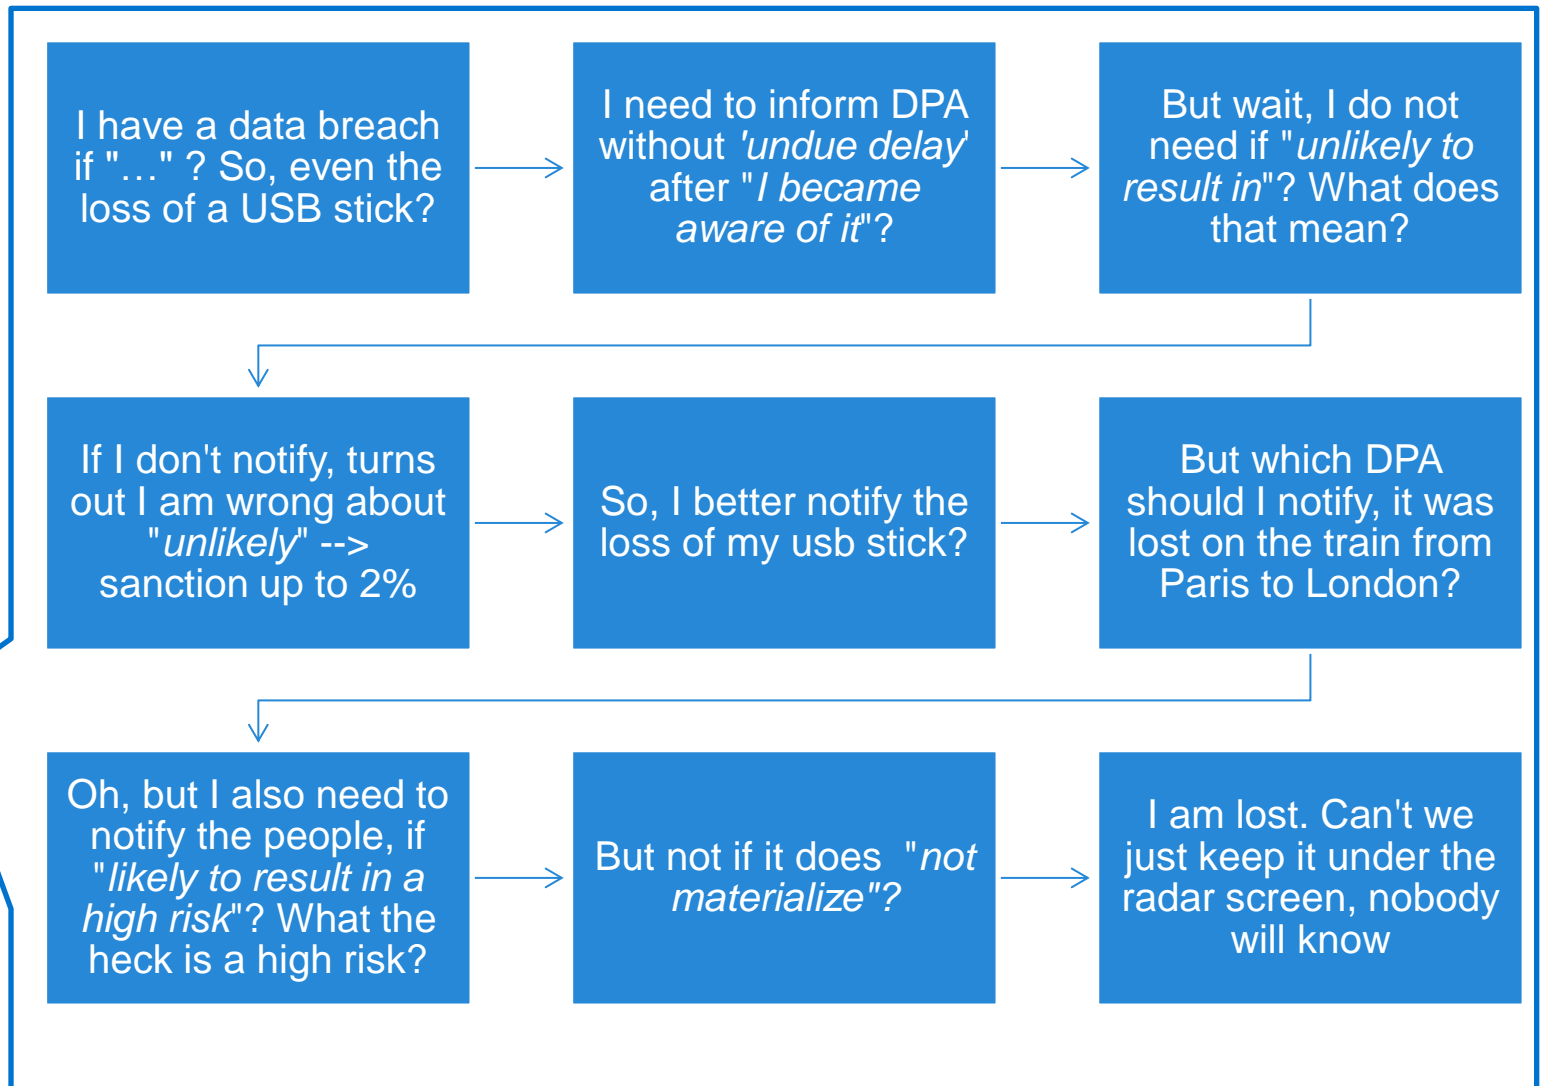 I have a data breach
if "…" ? So, even the
loss of a USB stick?
I need to inform DPA
without 'undue delay'
after "I became
aware of it"?
But wait, I do not
need if "unlikely to
result in"? What does
that mean?
If I don't notify, turns
out I am wrong about
"unlikely" -->
sanction up to 2%
So, I better notify the
loss of my usb stick?
But which DPA
should I notify, it was
lost on the train from
Paris to London?
Oh, but I also need to
notify the people, if
"likely to result in a
high risk"? What the
heck is a high risk?
But not if it does  "not
materialize"?
I am lost. Can't we
just keep it under the
radar screen, nobody
will know